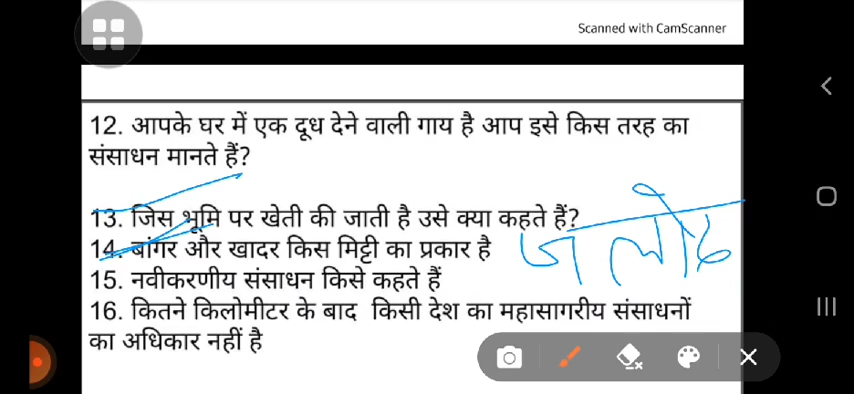 Scanned with CamScanner
12. आपके घर में एक दूध देने वाली गाय है आप इसे किस तरह का
संसाधन मानते हैं?
13. जिस भूमि पर खेती की जाती है उसे क्या कहते हैं?
14. बांगर और खादर किस मिट्टी का प्रकार है
जलोढ
15. नवीकरणीय संसाधन किसे कहते हैं
16. कितने किलोमीटर के बाद किसी देश का महासागरीय संसाधनों
का अधिकार नहीं है